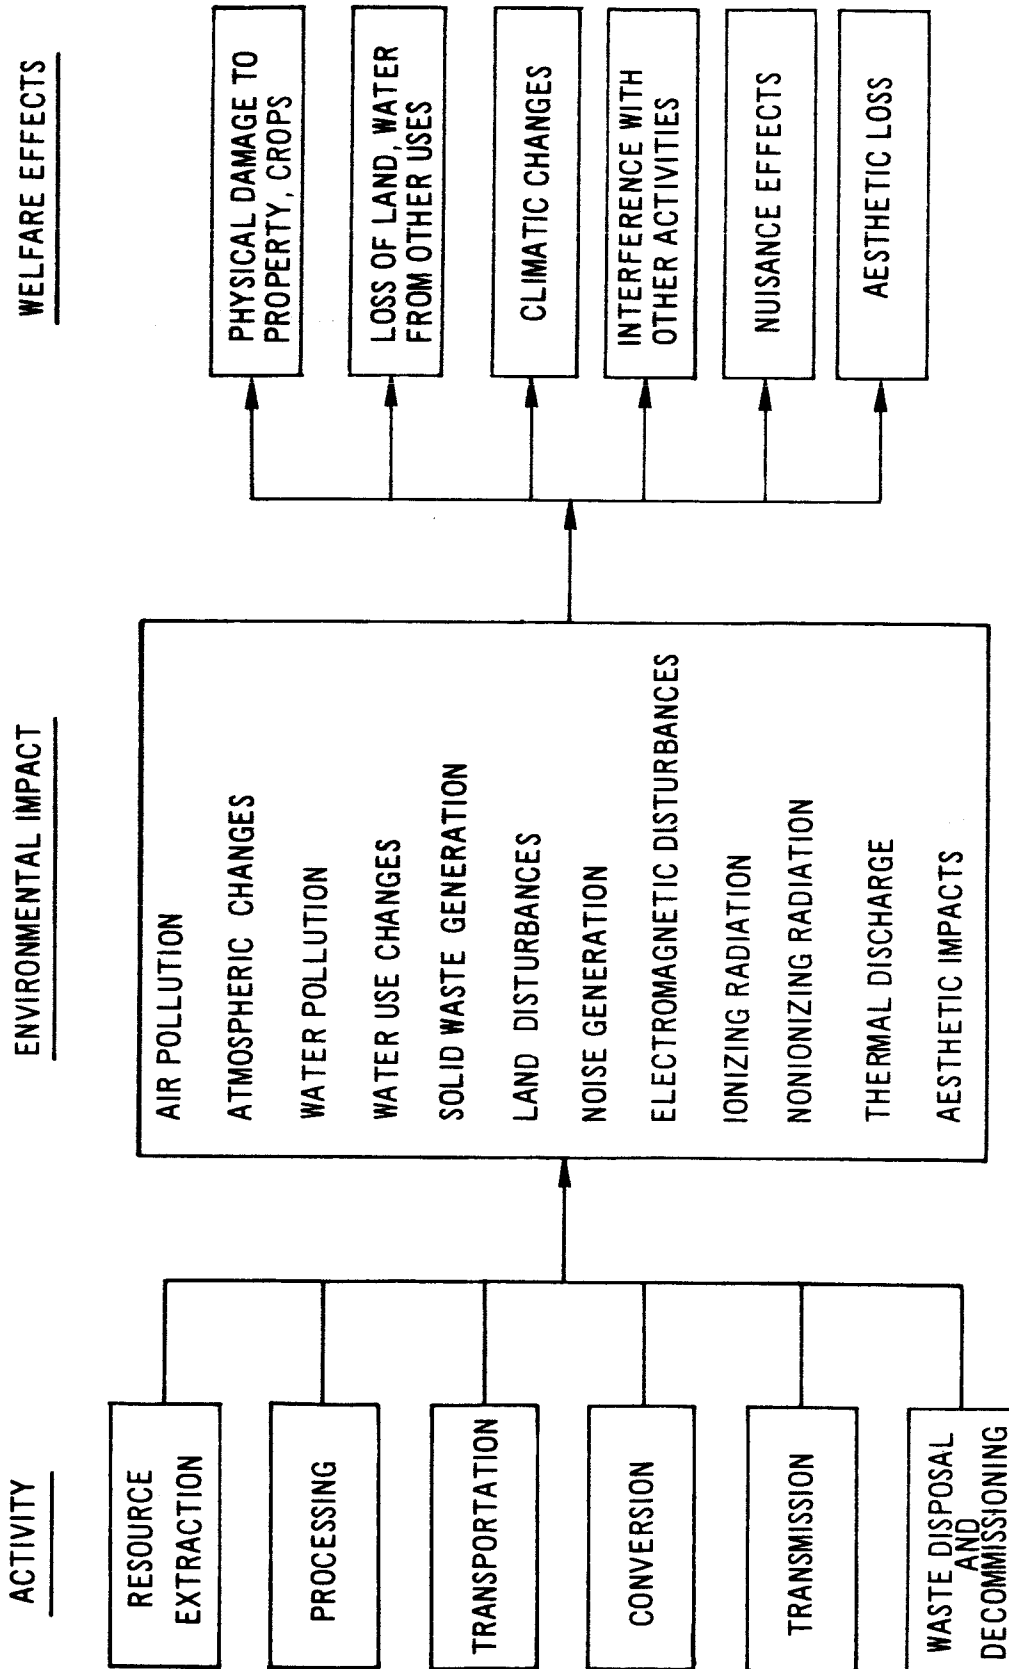 ACTIVITY
RESOURCE
EXTRACTION
PROCESSING
TRANSPORTATION
CONVERSION
TRANSMISSION
WASTE DISPOSAL
AND
DECOMMISSIONING
ENVIRONMENTAL IMPACT
AIR POLLUTION
ATMOSPHERIC CHANGES
WATER POLLUTION
WATER USE CHANGES
SOLID WASTE GENERATION
LAND DISTURBANCES
NOISE GENERATION
ELECTROMAGNETIC DISTURBANCES
IONIZING RADIATION
NONIONIZING RADIATION
THERMAL DISCHARGE
AESTHETIC IMPACTS
WELFARE EFFECTS
PHYSICAL DAMAGE TO
PROPERTY, CROPS
LOSS OF LAND, WATER
FROM OTHER USES
CLIMATIC CHANGES
INTERFERENCE WITH
OTHER ACTIVITIES
NUISANCE EFFECTS
AESTHETIC LOSS